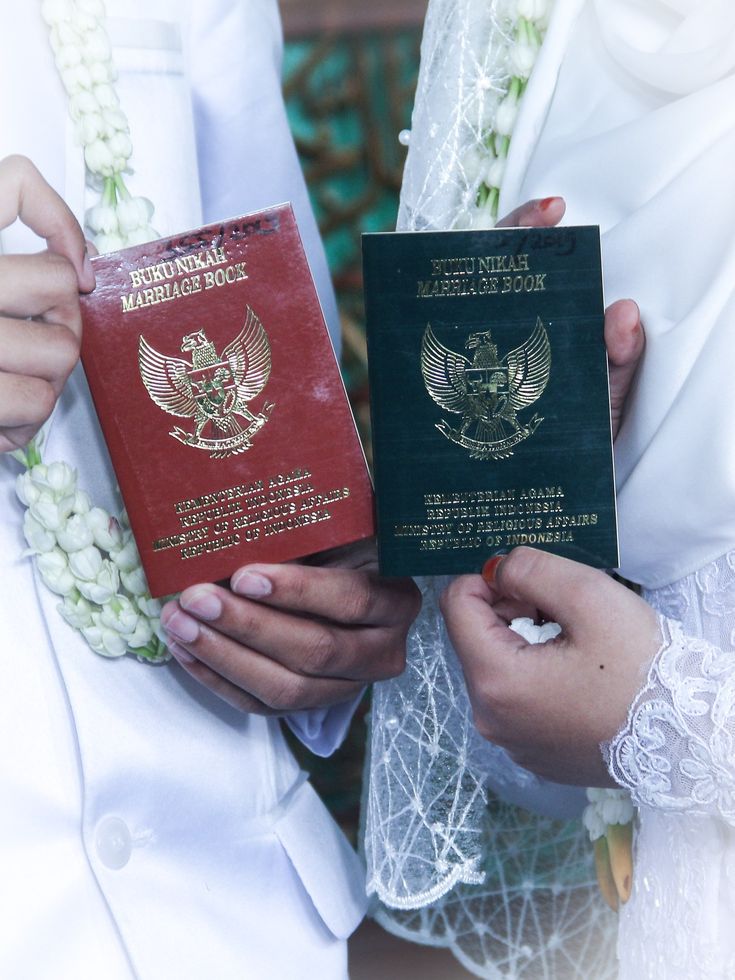 BUKU NIKAH
MARRIAGE BOOK
KEMENTERIAN AGAMA
REPUBLIK INDONESIA
MINISTRY OF RELIGIOUS AFFAIRS
REPUBLIC OF INDONESIA
BUKU NIKAH
MARRIAGE BOOK
KEMENTERIAN AGAMA
REPUBLIK INDONESIA
MINISTRY OF RELIGIOUS AFFAIRS
REPUBLIC OF INDONESIA